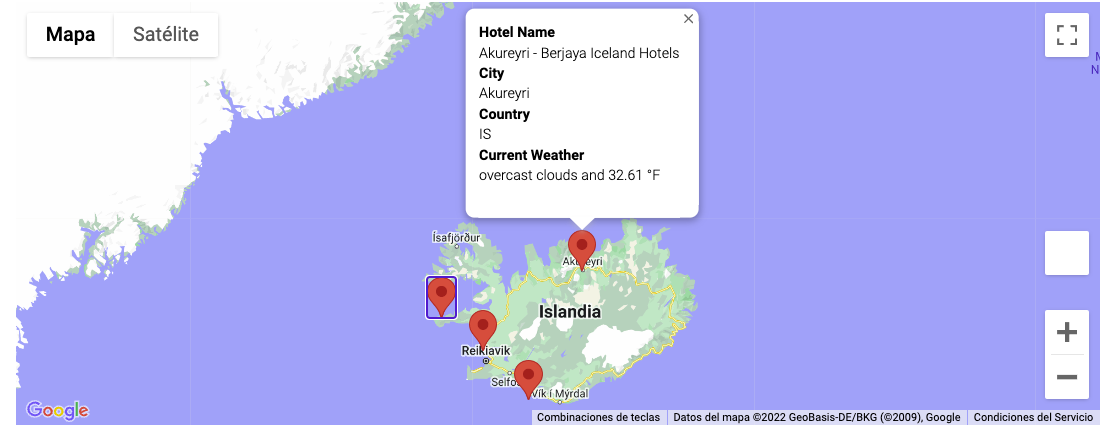 Mapa
Satélite
Hotel Name
Akureyri - Berjaya Iceland Hotels
City
Akureyri
Country
IS
Current Weather
overcast clouds and 32.61 °F
Ísafjörður
Islandia
Reikiavik
Vík í Mýrdal
Google
Combinaciones de teclas
Datos del mapa ©2022 GeoBasis-DE/BKG (©2009), Google
Condiciones del Servicio